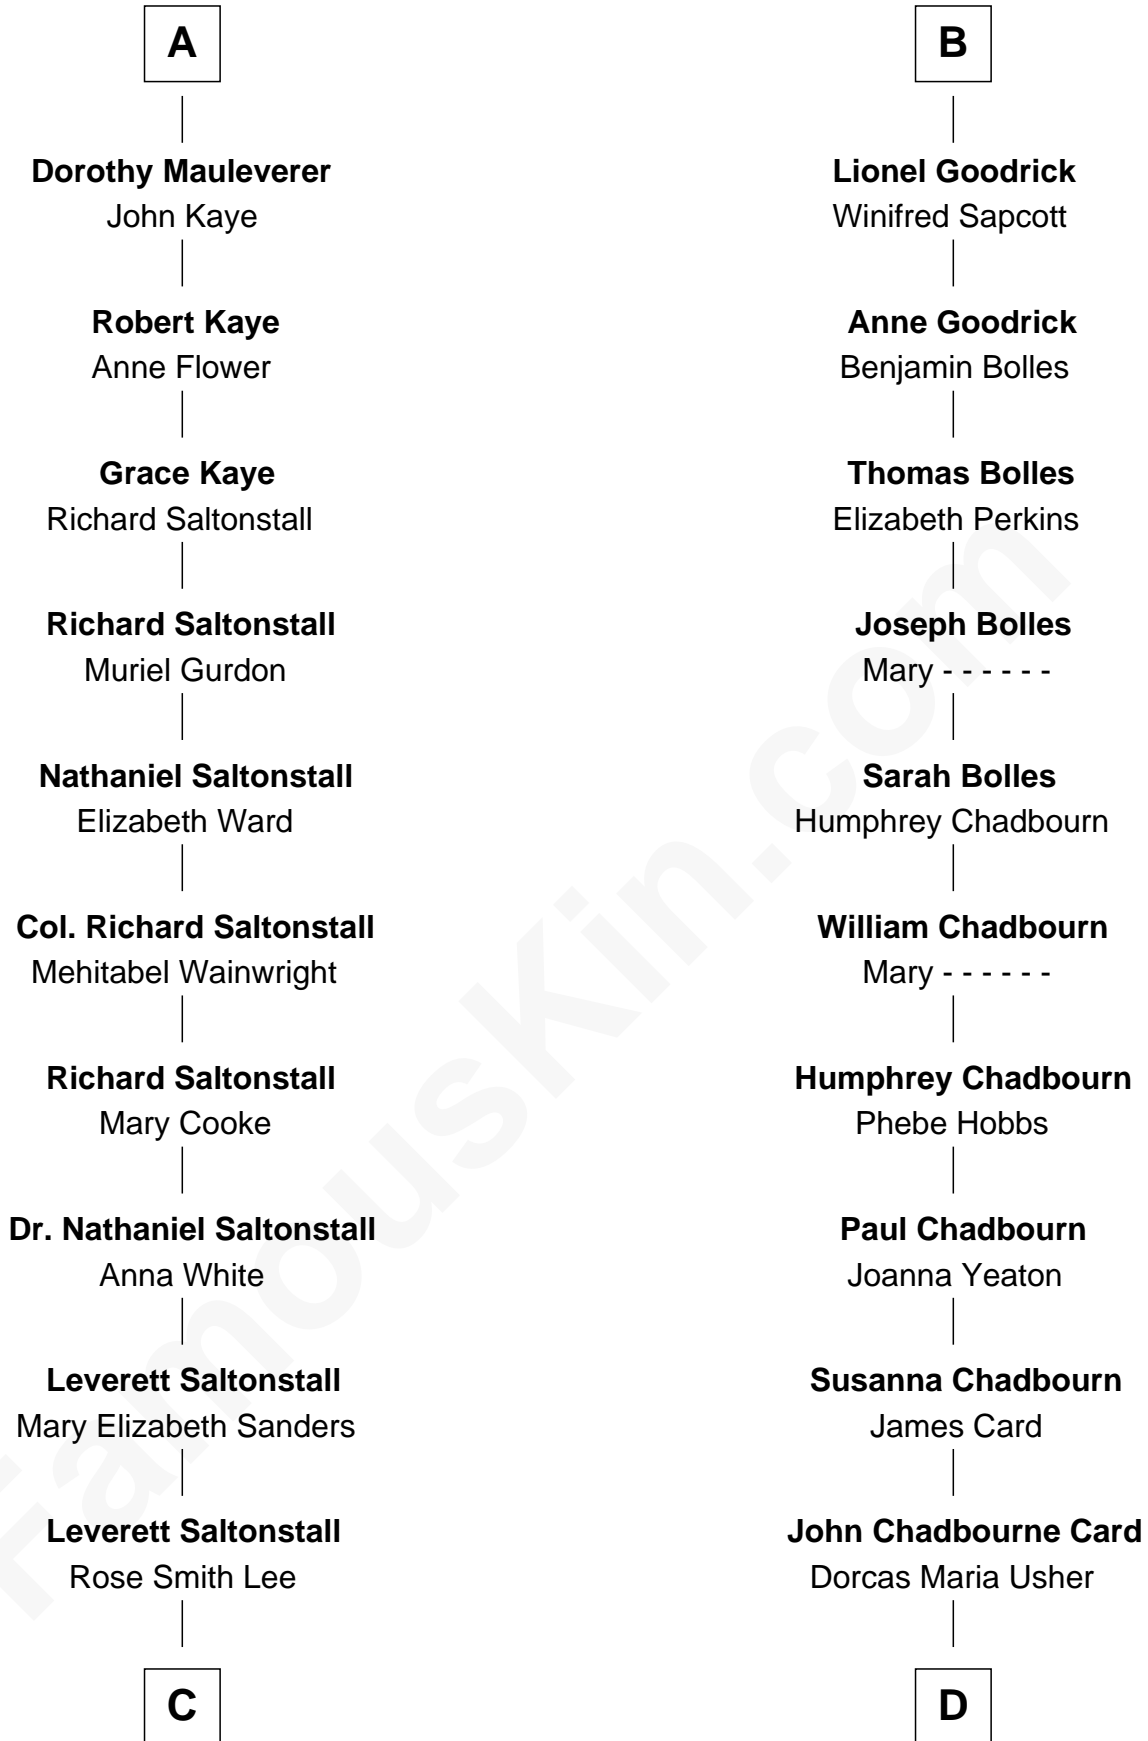 A
Dorothy Mauleverer
John Kaye
Robert Kaye
Anne Flower
Grace Kaye
Richard Saltonstall
Richard Saltonstall
Muriel Gurdon
Nathaniel Saltonstall
Elizabeth Ward
Col. Richard Saltonstall
Mehitabel Wainwright
Richard Saltonstall
Mary Cooke
Dr. Nathaniel Saltonstall
Anna White
Leverett Saltonstall
Mary Elizabeth Sanders
Leverett Saltonstall
Rose Smith Lee
C
B
Lionel Goodrick
Winifred Sapcott
Anne Goodrick
Benjamin Bolles
Thomas Bolles
Elizabeth Perkins
Joseph Bolles
Mary - - - - - -
Sarah Bolles
Humphrey Chadbourn
William Chadbourn
Mary - - - - - -
Humphrey Chadbourn
Phebe Hobbs
Paul Chadbourn
Joanna Yeaton
Susanna Chadbourn
James Card
John Chadbourne Card
Dorcas Maria Usher
D
FamousKin.com